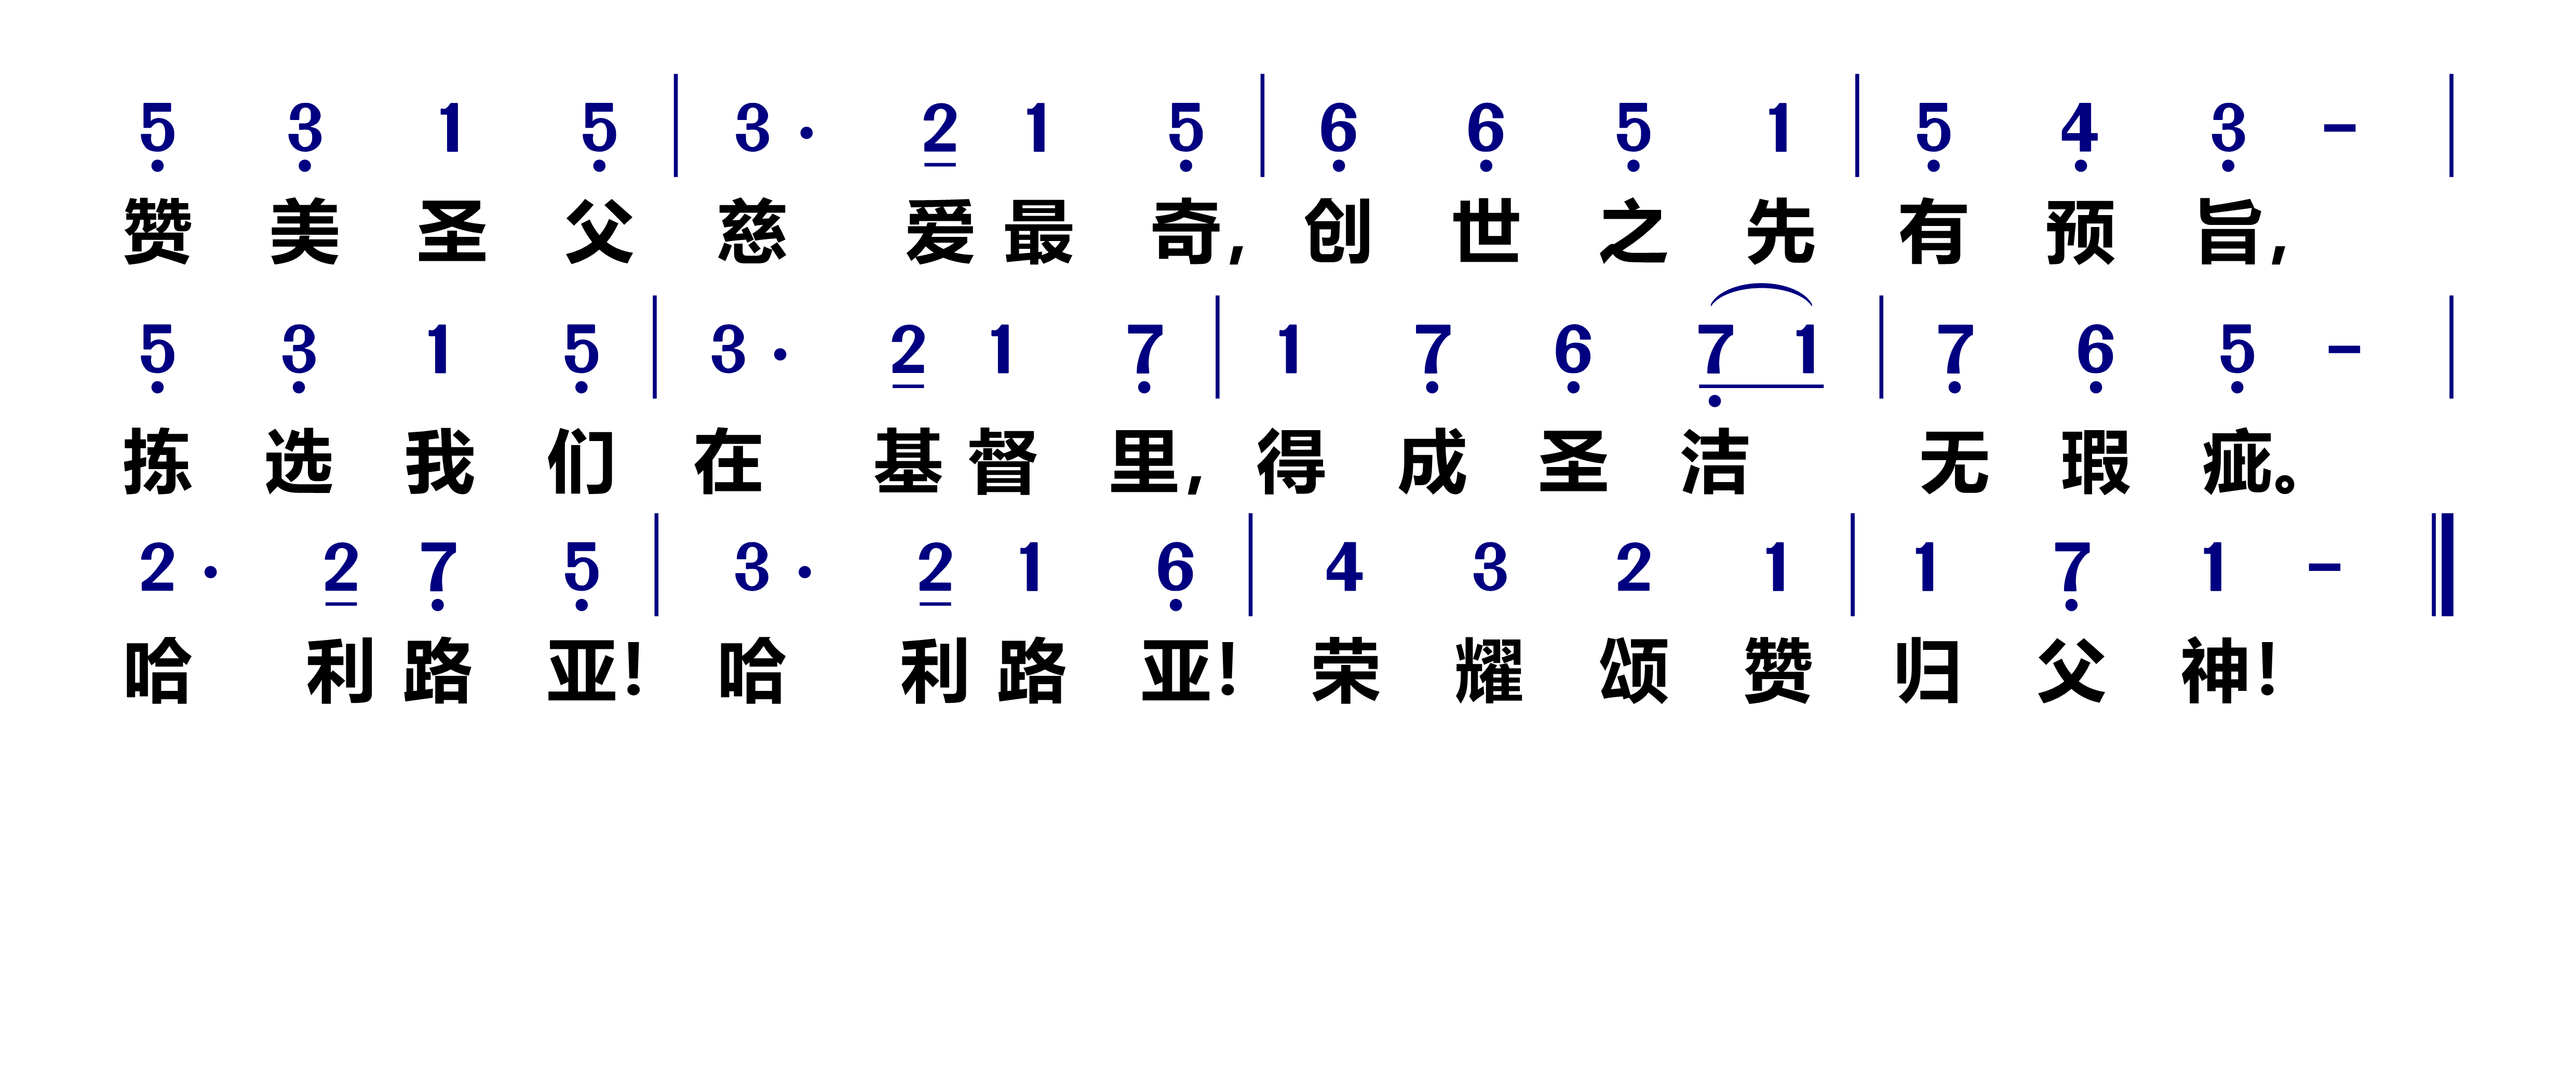 5̣ 3̣ 1 5̣ | 3 · 2̲ 1 5̣ | 6̣ 6̣ 5̣ 1 | 5̣ 4̣ 3̣ – |
赞美圣父慈爱最奇,创世之先有预旨,
5̣ 3̣ 1 5̣ | 3 · 2̲ 1 7̣ | 1 7̣ 6̣ 7̣̲ 1̲ | 7̣ 6̣ 5̣ – |
拣选我们在基督里,得成圣洁无瑕疵。
2 · 2̲ 7̣ 5̣ | 3 · 2̲ 1 6̣ | 4 3 2 1 | 1 7̣ 1 – ‖
哈利路亚!哈利路亚!荣耀颂赞归父神!